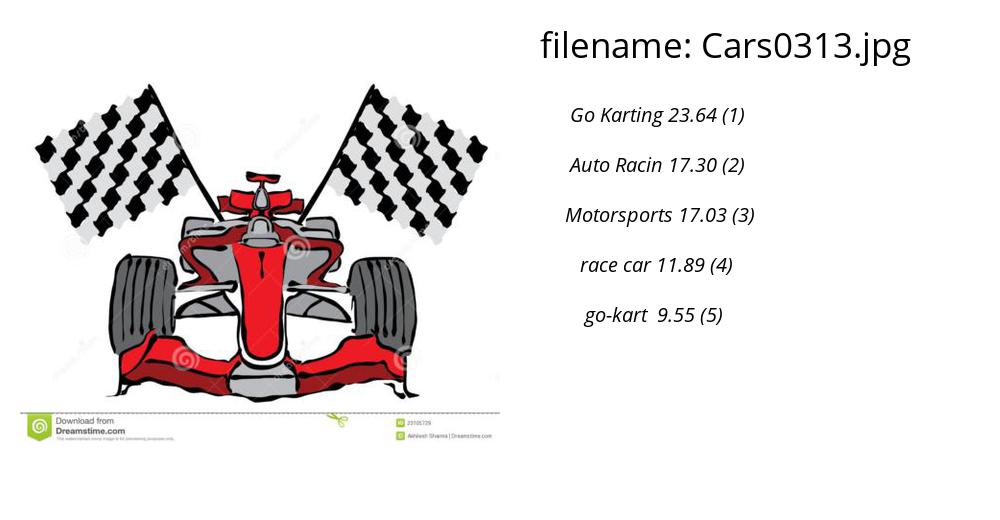 filename: Cars0313.jpg
Go Karting 23.64 (1)
Auto Racin 17.30 (2)
Motorsports 17.03 (3)
race car 11.89 (4)
go-kart  9.55 (5)
Download from
Dreamstime.com
This watermarked comp image is for previewing purposes only.
23105729
Akhilesh Sharma | Dreamstime.com